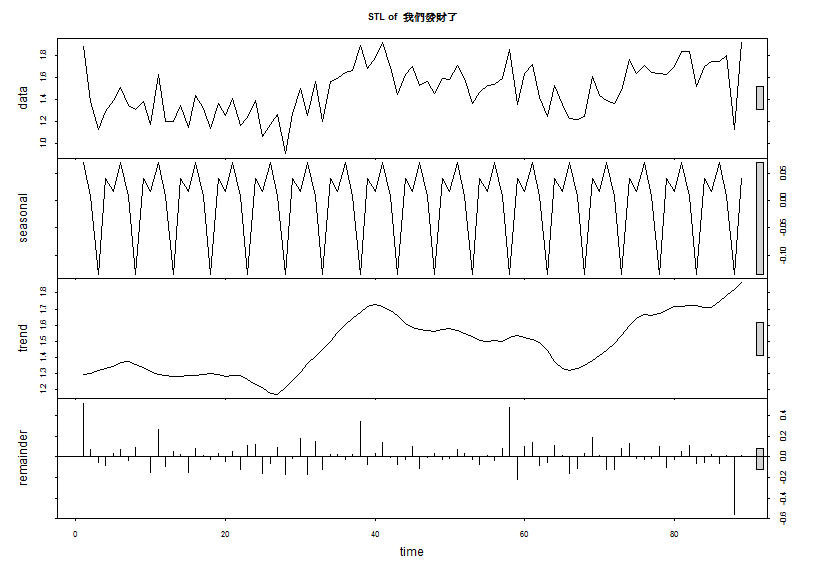 STL of 我們發財了
data
1.0 1.2 1.4 1.6 1.8
seasonal
-0.10 -0.05 0.00 0.05
trend
1.2 1.3 1.4 1.5 1.6 1.7 1.8
remainder
-0.6 -0.4 -0.2 0.0 0.2 0.4
0 20 40 60 80
time